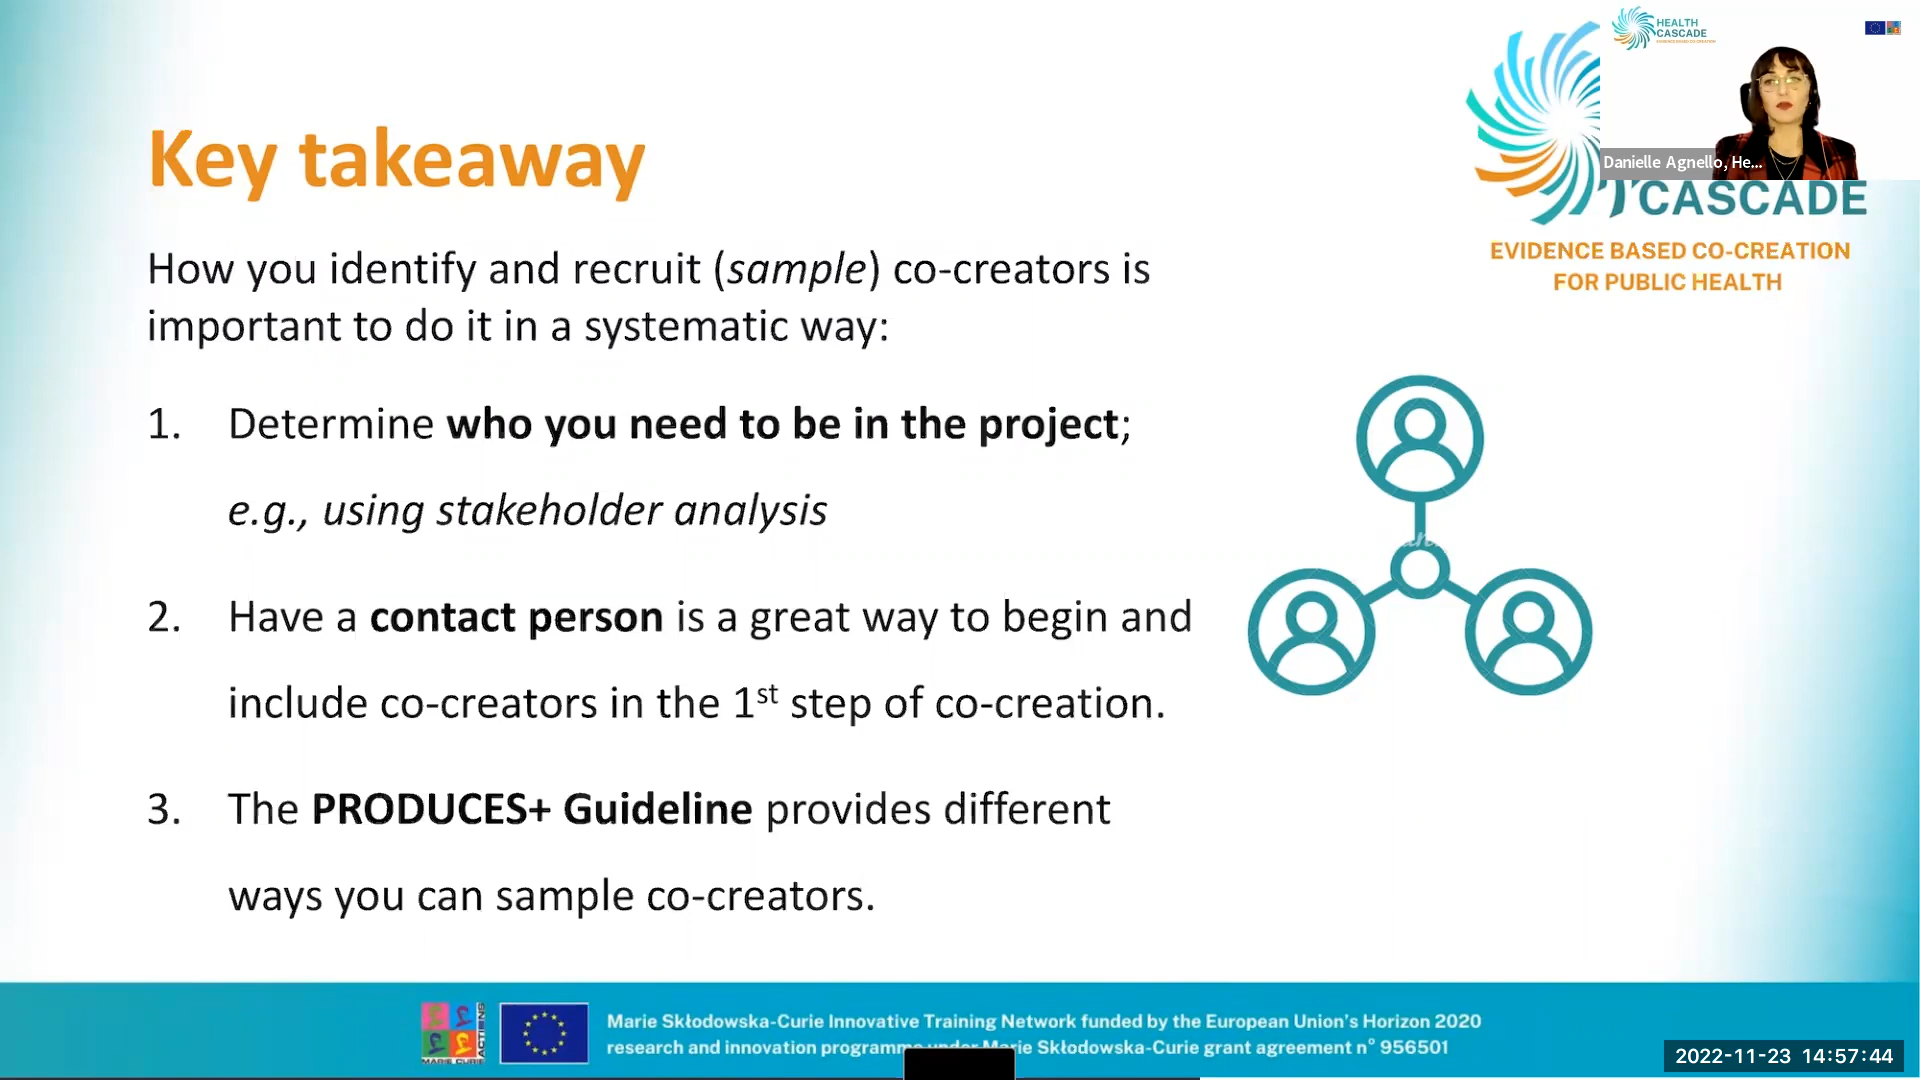 HEALTH
CASCADE
Danielle Agnello, He...
CASCADE
EVIDENCE BASED CO-CREATION
FOR PUBLIC HEALTH
Key takeaway
How you identify and recruit (sample) co-creators is
important to do it in a systematic way:
1. Determine who you need to be in the project;
e.g., using stakeholder analysis
2. Have a contact person is a great way to begin and
include co-creators in the 1st step of co-creation.
3. The PRODUCES+ Guideline provides different
ways you can sample co-creators.
MARIE CURIE ACTIONS
Marie Skłodowska-Curie Innovative Training Network funded by the European Union's Horizon 2020
research and innovation programme under Marie Skłodowska-Curie grant agreement n° 956501
2022-11-23 14:57:44